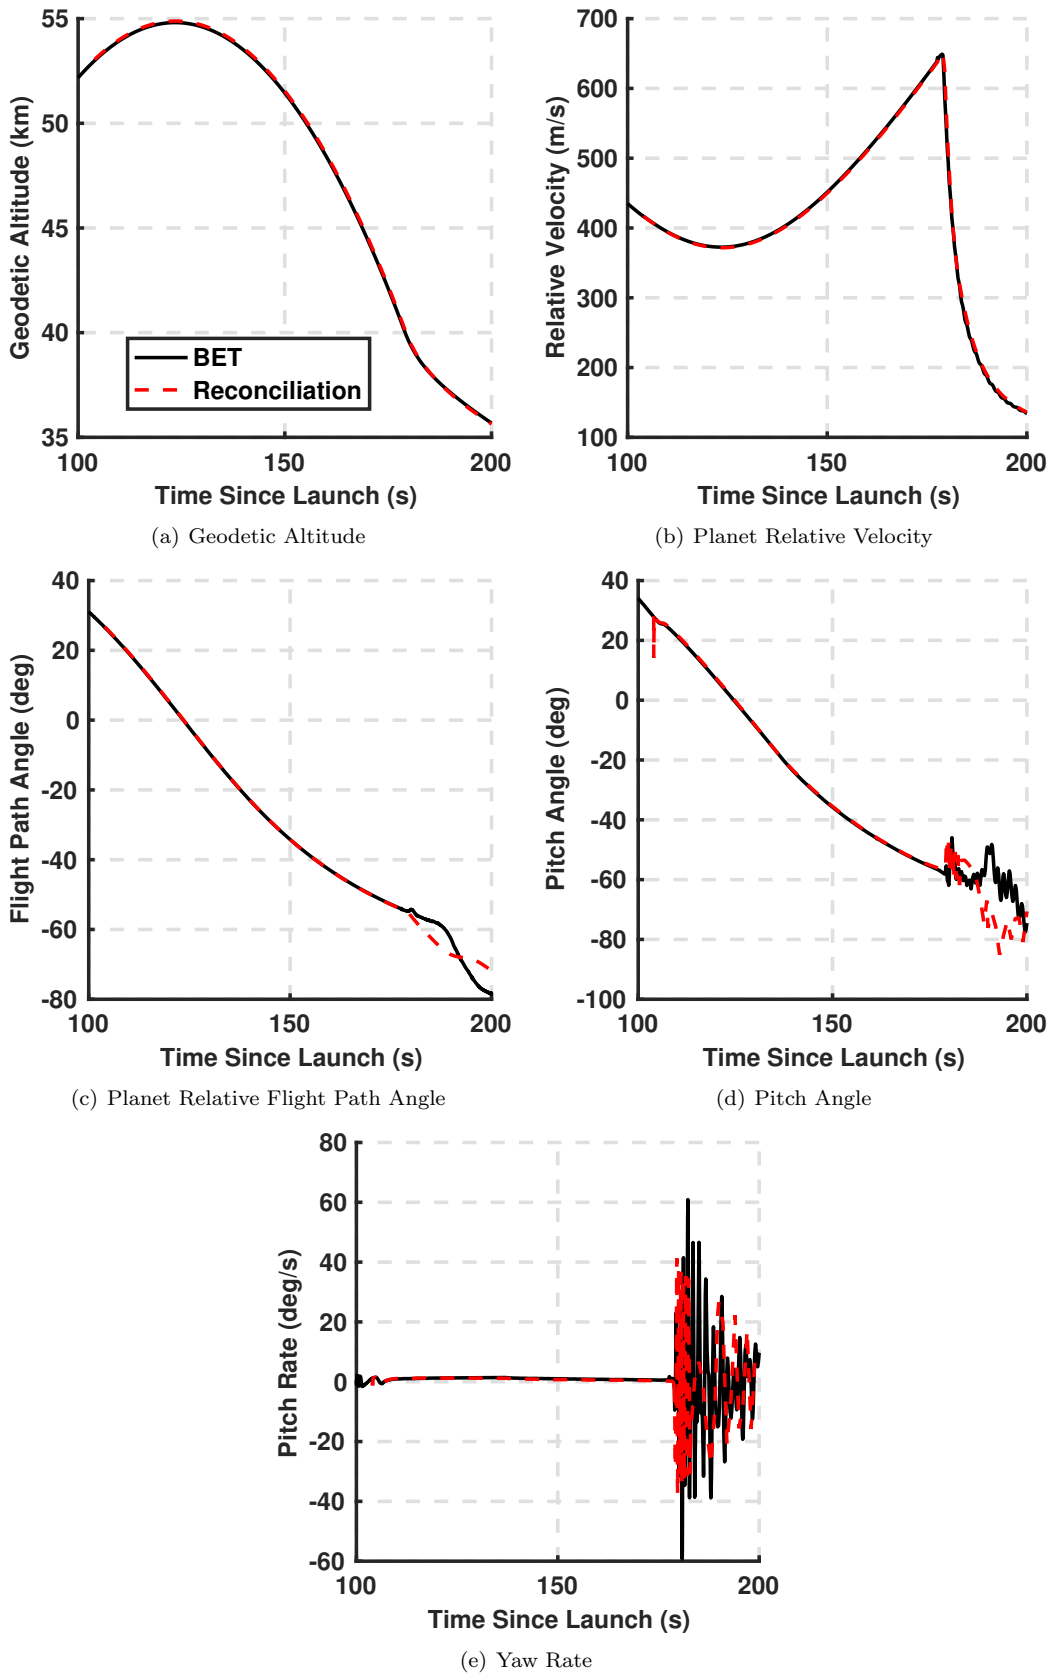 55
50
45
40
35
Geodetic Altitude (km)
BET
Reconciliation
100 150 200
Time Since Launch (s)
(a) Geodetic Altitude
700
600
500
400
300
200
100
Relative Velocity (m/s)
100 150 200
Time Since Launch (s)
(b) Planet Relative Velocity
40
20
0
-20
-40
-60
-80
Flight Path Angle (deg)
100 150 200
Time Since Launch (s)
(c) Planet Relative Flight Path Angle
40
20
0
-20
-40
-60
-80
-100
Pitch Angle (deg)
100 150 200
Time Since Launch (s)
(d) Pitch Angle
80
60
40
20
0
-20
-40
-60
Pitch Rate (deg/s)
100 150 200
Time Since Launch (s)
(e) Yaw Rate